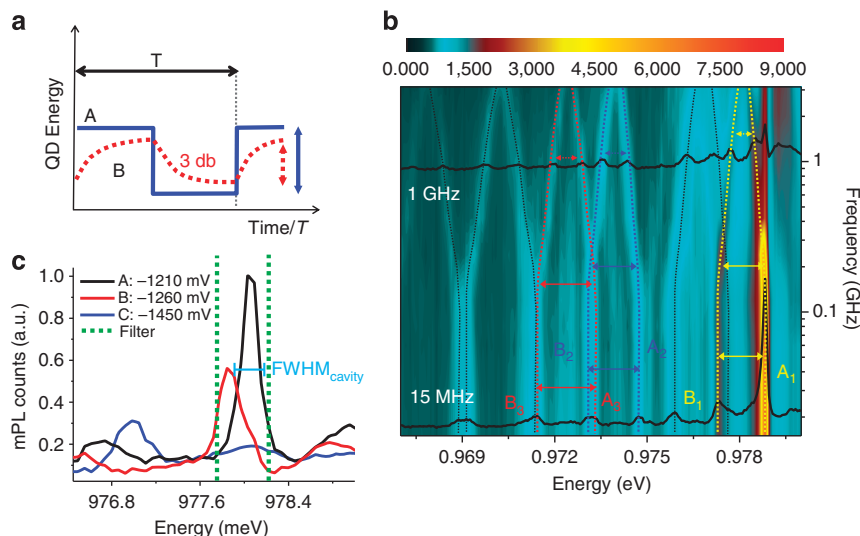 a
QD Energy
T
A
B
3 db
Time/T
b
0.000 1,500 3,000 4,500 6,000 7,500 9,000
1 GHz
15 MHz
B3
B2
A3
A2
B1
A1
1
0.1
Frequency (GHz)
0.969 0.972 0.975 0.978
Energy (eV)
c
A: −1210 mV
B: −1260 mV
C: −1450 mV
Filter
FWHMcavity
1.0
0.8
0.6
0.4
0.2
mPL counts (a.u.)
976.8 977.6 978.4
Energy (meV)